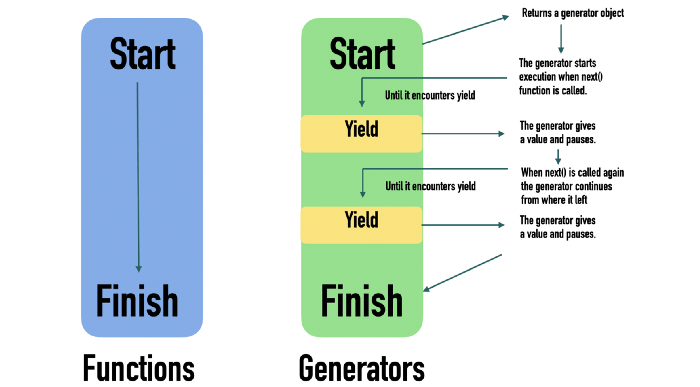 Start
Finish
Functions
Start
Returns a generator object
The generator starts
execution when next()
function is called.
Until it encounters yield
Yield
The generator gives
a value and pauses.
When next() is called again
the generator continues
from where it left
Until it encounters yield
Yield
The generator gives
a value and pauses.
Finish
Generators